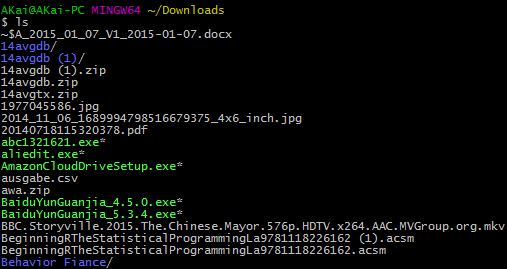 AKai@AKai-PC MINGW64 ~/Downloads
$ ls
~$A_2015_01_07_V1_2015-01-07.docx
14avgdb/
14avgdb (1)/
14avgdb (1).zip
14avgdb.zip
14avgtx.zip
1977045586.jpg
2014_11_06_1689994798516679375_4x6_inch.jpg
20140718115320378.pdf
abc1321621.exe*
aliedit.exe*
AmazonCloudDriveSetup.exe*
ausgabe.csv
awa.zip
BaiduYunGuanjia_4.5.0.exe*
BaiduYunGuanjia_5.3.4.exe*
BBC.Storyville.2015.The.Chinese.Mayor.576p.HDTV.x264.AAC.MVGroup.org.mkv
BeginningRTheStatisticalProgrammingLa9781118226162 (1).acsm
BeginningRTheStatisticalProgrammingLa9781118226162.acsm
Behavior Fiance/